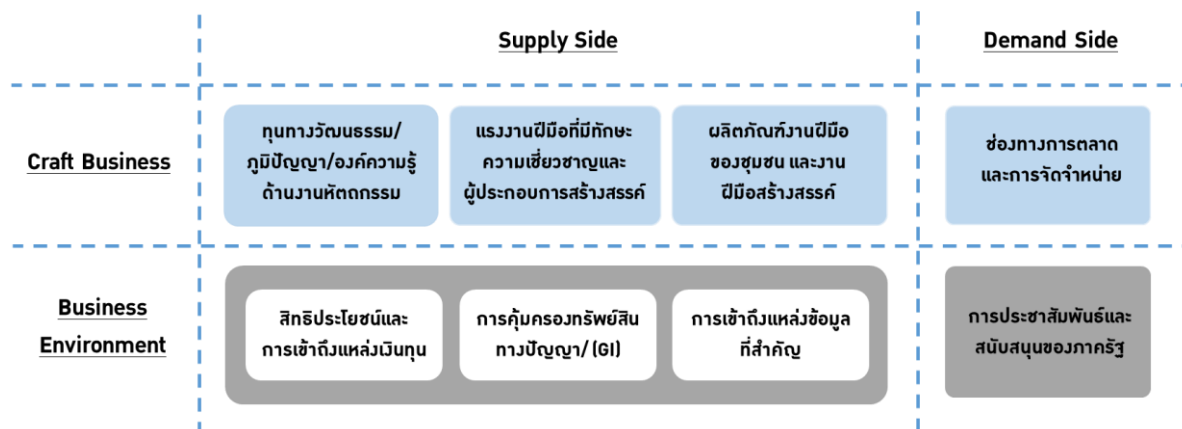 Supply Side
Demand Side
Craft Business
ทุนทางวัฒนธรรม/
ภูมิปัญญา/องค์ความรู้
ด้านงานหัตถกรรม
แรงงานฝีมือที่มีทักษะ
ความเชี่ยวชาญและ
ผู้ประกอบการสร้างสรรค์
ผลิตภัณฑ์งานฝีมือ
ของชุมชน และงาน
ฝีมือสร้างสรรค์
ช่องทางการตลาด
และการจัดจำหน่าย
Business
Environment
สิทธิประโยชน์และ
การเข้าถึงแหล่งเงินทุน
การคุ้มครองทรัพย์สิน
ทางปัญญา/ (GI)
การเข้าถึงแหล่งข้อมูล
ที่สำคัญ
การประชาสัมพันธ์และ
สนับสนุนของภาครัฐ